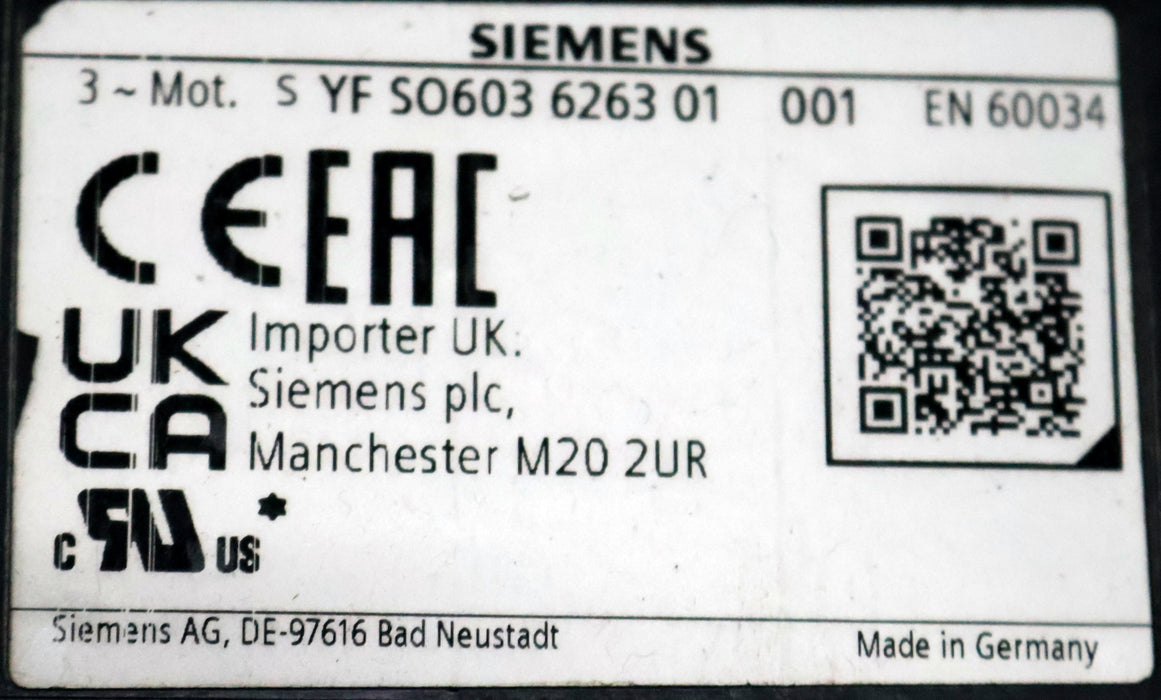 SIEMENS
3 ~ Mot. S YF SO603 6263 01 001 EN 60034
CE EAC
UK
CA
Importer UK:
Siemens plc,
Manchester M20 2UR
c RU US *
Siemens AG, DE-97616 Bad Neustadt
Made in Germany